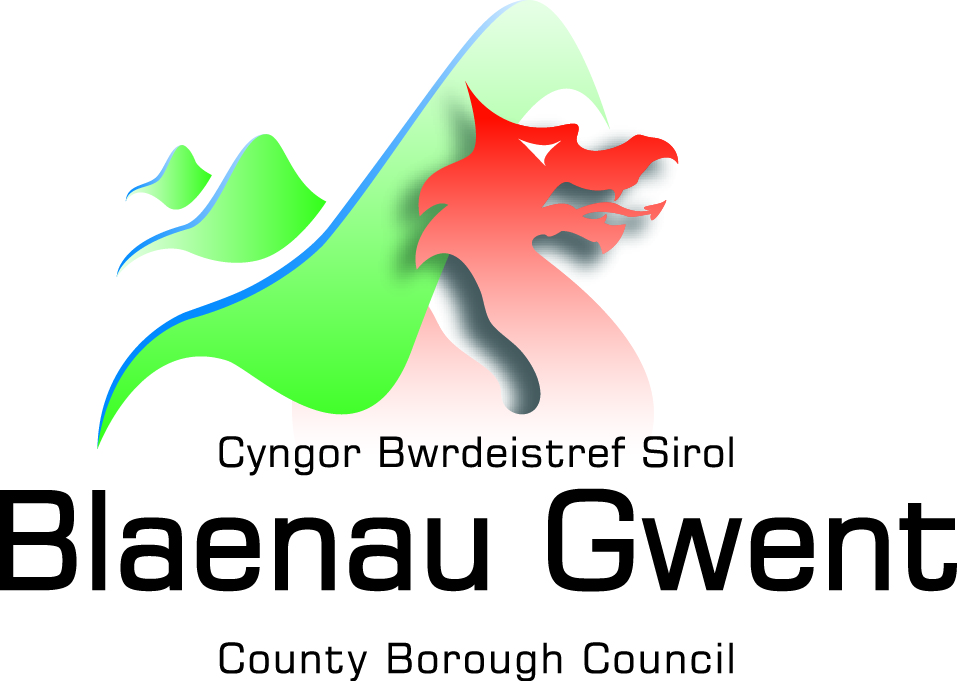 Cyngor Bwrdeistref Sirol
Blaenau Gwent
County Borough Council